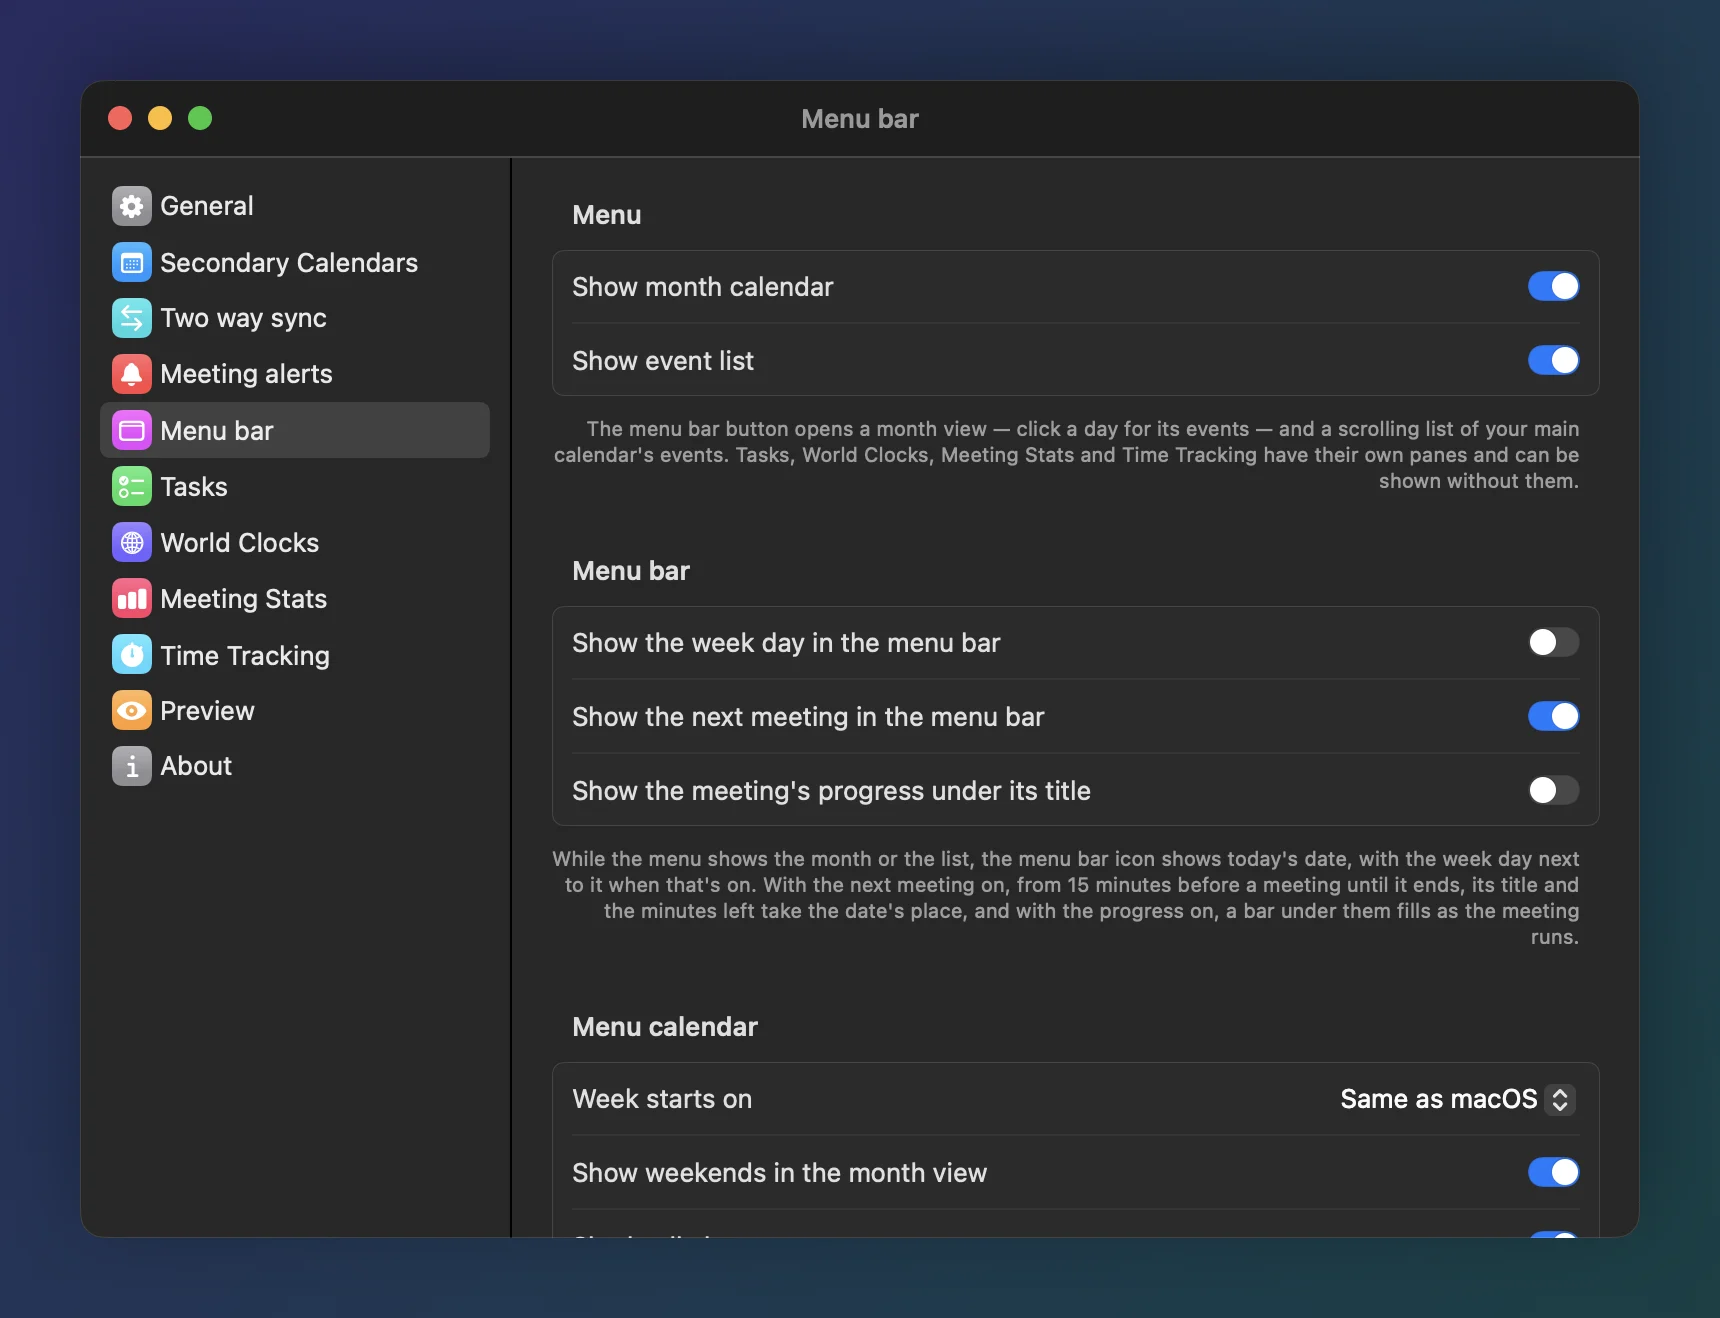 Menu bar
General
Secondary Calendars
Two way sync
Meeting alerts
Menu bar
Tasks
World Clocks
Meeting Stats
Time Tracking
Preview
About
Menu
Show month calendar
Show event list
The menu bar button opens a month view — click a day for its events — and a scrolling list of your main
calendar's events. Tasks, World Clocks, Meeting Stats and Time Tracking have their own panes and can be
shown without them.
Menu bar
Show the week day in the menu bar
Show the next meeting in the menu bar
Show the meeting's progress under its title
While the menu shows the month or the list, the menu bar icon shows today's date, with the week day next
to it when that's on. With the next meeting on, from 15 minutes before a meeting until it ends, its title and
the minutes left take the date's place, and with the progress on, a bar under them fills as the meeting
runs.
Menu calendar
Week starts on
Same as macOS
Show weekends in the month view